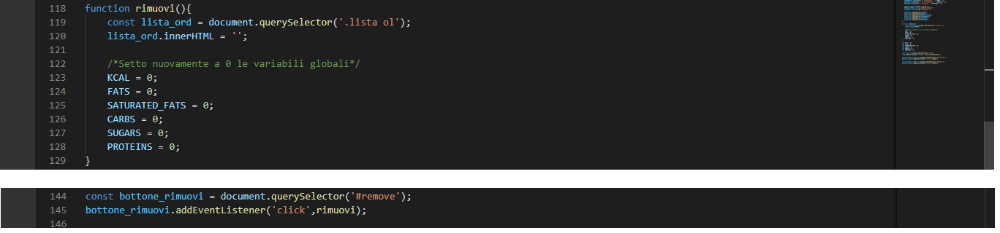 118 function rimuovi(){
119 const lista_ord = document.querySelector('.lista ol');
120 lista_ord.innerHTML = '';
121
122 /*Setto nuovamente a 0 le variabili globali*/
123 KCAL = 0;
124 FATS = 0;
125 SATURATED_FATS = 0;
126 CARBS = 0;
127 SUGARS = 0;
128 PROTEINS = 0;
129 }
144 const bottone_rimuovi = document.querySelector('#remove');
145 bottone_rimuovi.addEventListener('click',rimuovi);
146